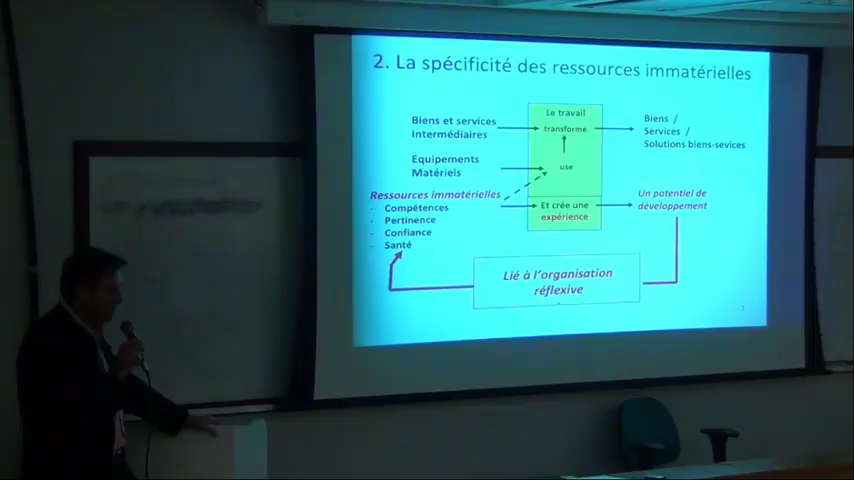 2. La spécificité des ressources immatérielles
Biens et services
Intermédiaires
Le travail
transforme
Biens /
Services /
Solutions biens-sevices
Equipements
Matériels
use
Ressources immatérielles
- Compétences
- Pertinence
- Confiance
- Santé
Et crée une
expérience
Un potentiel de
développement
Lié à l'organisation
réflexive